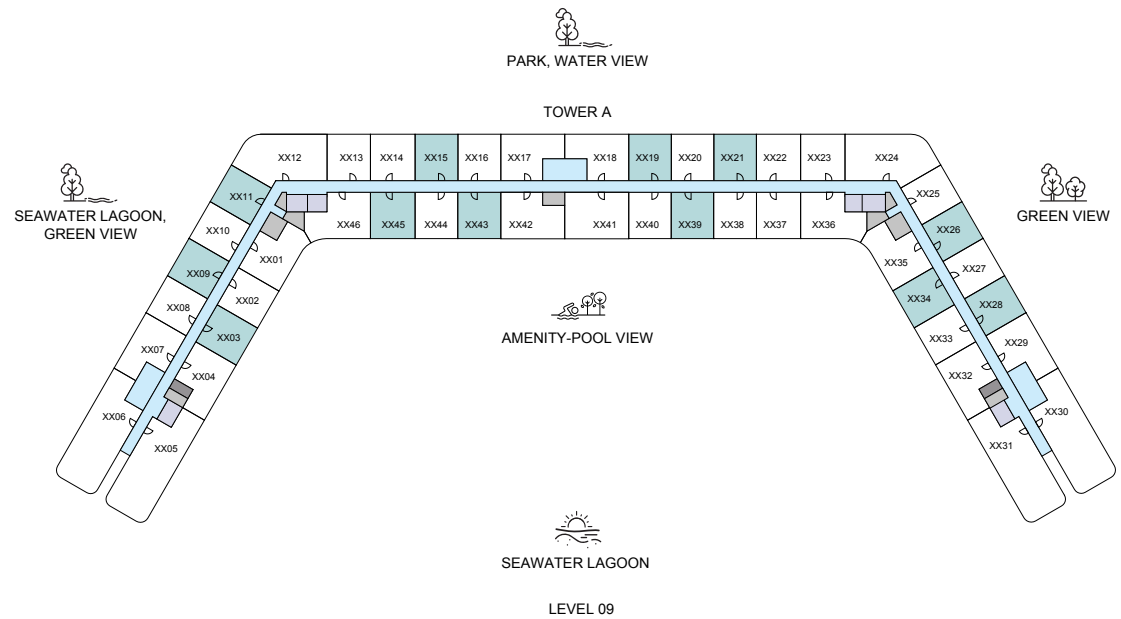 PARK, WATER VIEW
TOWER A
XX12 XX13 XX14 XX15 XX16 XX17 XX18 XX19 XX20 XX21 XX22 XX23 XX24
XX11 XX25
SEAWATER LAGOON,
GREEN VIEW
GREEN VIEW
XX46 XX45 XX44 XX43 XX42 XX41 XX40 XX39 XX38 XX37 XX36
XX10 XX26
XX01 XX35
XX09 XX27
XX02 XX34
XX08 XX28
XX03 XX33
AMENITY-POOL VIEW
XX07 XX29
XX04 XX32
XX06 XX30
XX05 XX31
SEAWATER LAGOON
LEVEL 09